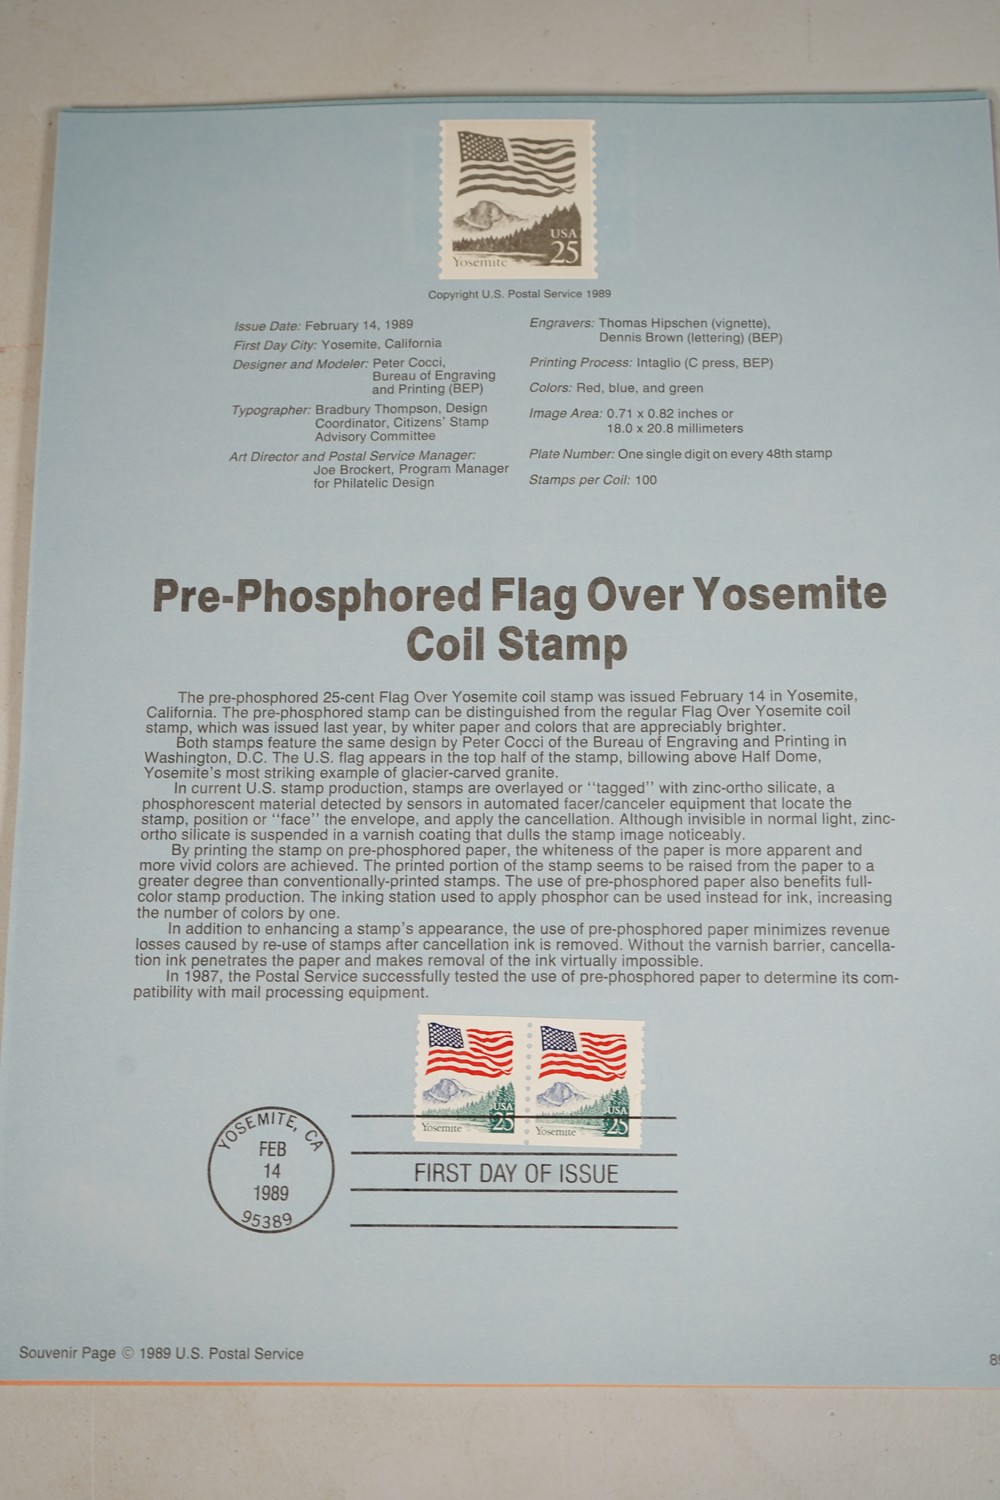 USA
25
Yosemite
Copyright U.S. Postal Service 1989
Issue Date: February 14, 1989
First Day City: Yosemite, California
Designer and Modeler: Peter Cocci,
Bureau of Engraving
and Printing (BEP)
Typographer: Bradbury Thompson, Design
Coordinator, Citizens' Stamp
Advisory Committee
Art Director and Postal Service Manager:
Joe Brockert, Program Manager
for Philatelic Design
Engravers: Thomas Hipschen (vignette),
Dennis Brown (lettering) (BEP)
Printing Process: Intaglio (C press, BEP)
Colors: Red, blue, and green
Image Area: 0.71 x 0.82 inches or
18.0 x 20.8 millimeters
Plate Number: One single digit on every 48th stamp
Stamps per Coil: 100
Pre-Phosphored Flag Over Yosemite
Coil Stamp
The pre-phosphored 25-cent Flag Over Yosemite coil stamp was issued February 14 in Yosemite,
California. The pre-phosphored stamp can be distinguished from the regular Flag Over Yosemite coil
stamp, which was issued last year, by whiter paper and colors that are appreciably brighter.
Both stamps feature the same design by Peter Cocci of the Bureau of Engraving and Printing in
Washington, D.C. The U.S. flag appears in the top half of the stamp, billowing above Half Dome,
Yosemite's most striking example of glacier-carved granite.
In current U.S. stamp production, stamps are overlayed or "tagged" with zinc-ortho silicate, a
phosphorescent material detected by sensors in automated facer/canceler equipment that locate the
stamp, position or "face" the envelope, and apply the cancellation. Although invisible in normal light, zinc-
ortho silicate is suspended in a varnish coating that dulls the stamp image noticeably.
By printing the stamp on pre-phosphored paper, the whiteness of the paper is more apparent and
more vivid colors are achieved. The printed portion of the stamp seems to be raised from the paper to a
greater degree than conventionally-printed stamps. The use of pre-phosphored paper also benefits full-
color stamp production. The inking station used to apply phosphor can be used instead for ink, increasing
the number of colors by one.
In addition to enhancing a stamp's appearance, the use of pre-phosphored paper minimizes revenue
losses caused by re-use of stamps after cancellation ink is removed. Without the varnish barrier, cancella-
tion ink penetrates the paper and makes removal of the ink virtually impossible.
In 1987, the Postal Service successfully tested the use of pre-phosphored paper to determine its com-
patibility with mail processing equipment.
USA
25
Yosemite
USA
25
Yosemite
YOSEMITE, CA
FEB
14
1989
95389
FIRST DAY OF ISSUE
Souvenir Page © 1989 U.S. Postal Service